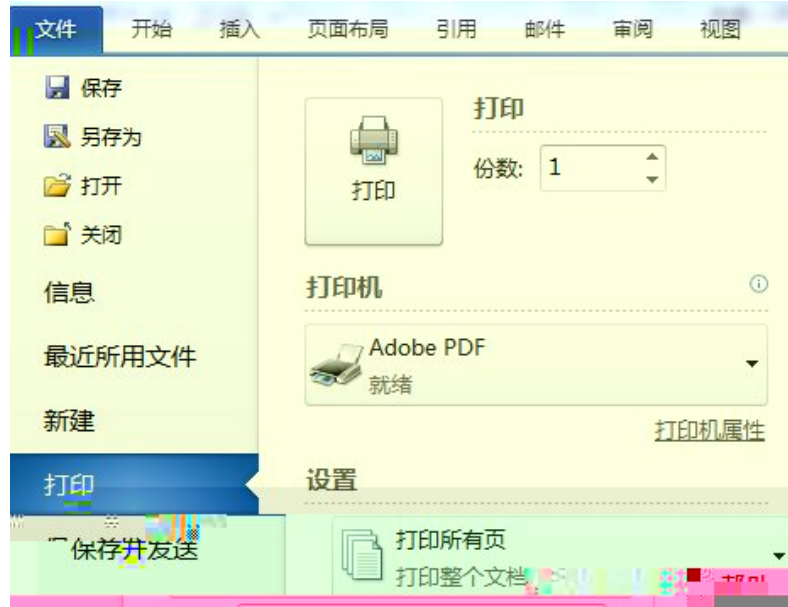 文件 开始 插入 页面布局 引用 邮件 审阅 视图
保存
另存为
打开
关闭
信息
最近所用文件
新建
打印
保存并发送
打印
打印
份数: 1
打印机
Adobe PDF
就绪
打印机属性
设置
打印所有页
打印整个文档